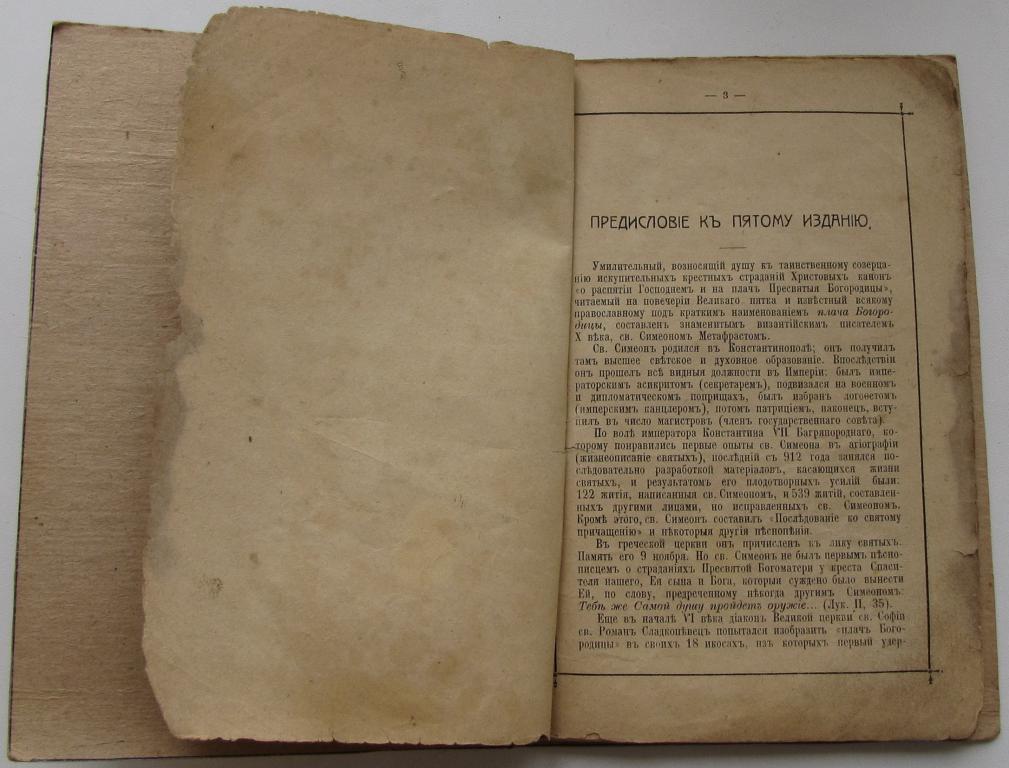 — 3 —
ПРЕДИСЛОВІЕ КЪ ПЯТОМУ ИЗДАНІЮ.
Умилительный, возносящій душу къ таинственному созерца-
нію искупительныхъ крестныхъ страданій Христовыхъ канонъ
«о распятіи Господнемъ и на плачъ Пресвятыя Богородицы»,
читаемый на повечеріи Великаго пятка и извѣстный всякому
православному подъ краткимъ наименованіемъ плача Богоро-
дицы, составленъ знаменитымъ византійскимъ писателемъ
X вѣка, св. Симеономъ Метафрастомъ.
Св. Симеонъ родился въ Константинополѣ; онъ получилъ
тамъ высшее свѣтское и духовное образованіе. Впослѣдствіи
онъ прошелъ всѣ видныя должности въ Имперіи: былъ импе-
раторскимъ асикритомъ (секретаремъ), подвизался на военномъ
и дипломатическомъ поприщахъ, былъ избранъ логоѳетомъ
(имперскимъ канцлеромъ), потомъ патриціемъ, наконецъ, всту-
пилъ въ число магистровъ (членъ государственнаго совѣта).
По волѣ императора Константина VII Багрянороднаго, ко-
торому понравились первые опыты св. Симеона въ агіографіи
(жизнеописаніе святыхъ), послѣдній съ 912 года занялся по-
слѣдовательно разработкой матеріаловъ, касающихся жизни
святыхъ, и результатомъ его плодотворныхъ усилій были:
122 житія, написанныя св. Симеономъ, и 539 житій, составлен-
ныхъ другими лицами, но исправленныхъ св. Симеономъ.
Кромѣ этого, св. Симеонъ составилъ «Послѣдованіе ко святому
причащенію» и нѣкоторыя другія пѣснопѣнія.
Въ греческой церкви онъ причисленъ къ лику святыхъ.
Память его 9 ноября. Но св. Симеонъ не былъ первымъ пѣсно-
писцемъ о страданіяхъ Пресвятой Богоматери у креста Спаси-
теля нашего, Ея сына и Бога, которыя суждено было вынести
Ей, по слову, предреченному нѣкогда другимъ Симеономъ:
Тебѣ же Самой душу пройдетъ оружіе... (Лук. II, 35).
Еще въ началѣ VI вѣка діаконъ Великой церкви св. Софіи
св. Романъ Сладкопѣвецъ попытался изобразить «плачъ Бого-
родицы» въ своихъ 18 икосахъ, изъ которыхъ первый удер-